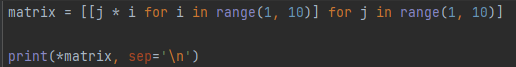 matrix = [[j * i for i in range(1, 10)] for j in range(1, 10)]
print(*matrix, sep='\n')